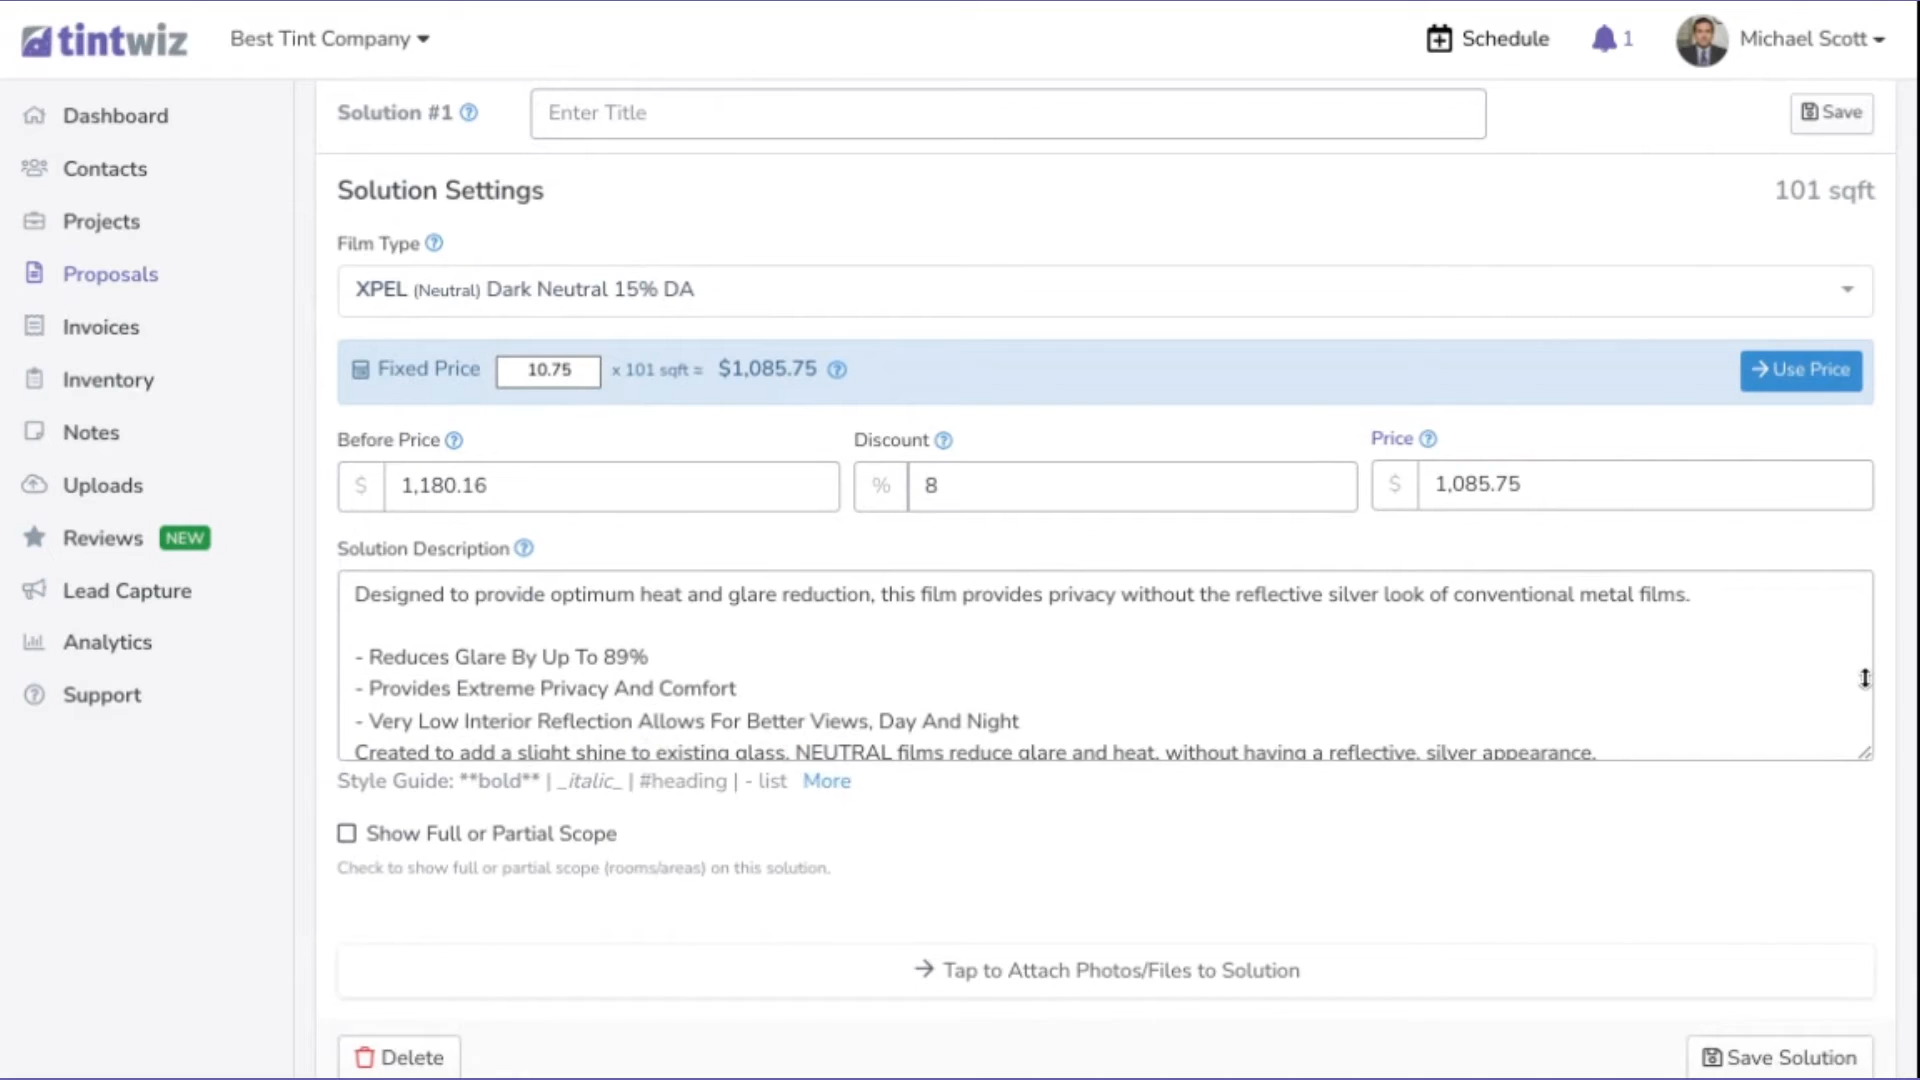 tintwiz
Best Tint Company
Schedule
1
Michael Scott
Dashboard
Contacts
Projects
Proposals
Invoices
Inventory
Notes
Uploads
Reviews NEW
Lead Capture
Analytics
Support
Solution #1
Enter Title
Save
Solution Settings
101 sqft
Film Type
XPEL (Neutral) Dark Neutral 15% DA
Fixed Price 10.75 x 101 sqft = $1,085.75
Use Price
Before Price
Discount
Price
$ 1,180.16
% 8
$ 1,085.75
Solution Description
Designed to provide optimum heat and glare reduction, this film provides privacy without the reflective silver look of conventional metal films.
- Reduces Glare By Up To 89%
- Provides Extreme Privacy And Comfort
- Very Low Interior Reflection Allows For Better Views, Day And Night
Created to add a slight shine to existing glass, NEUTRAL films reduce glare and heat, without having a reflective, silver appearance.
Style Guide: **bold** | _italic_ | #heading | - list More
Show Full or Partial Scope
Check to show full or partial scope (rooms/areas) on this solution.
Tap to Attach Photos/Files to Solution
Delete
Save Solution